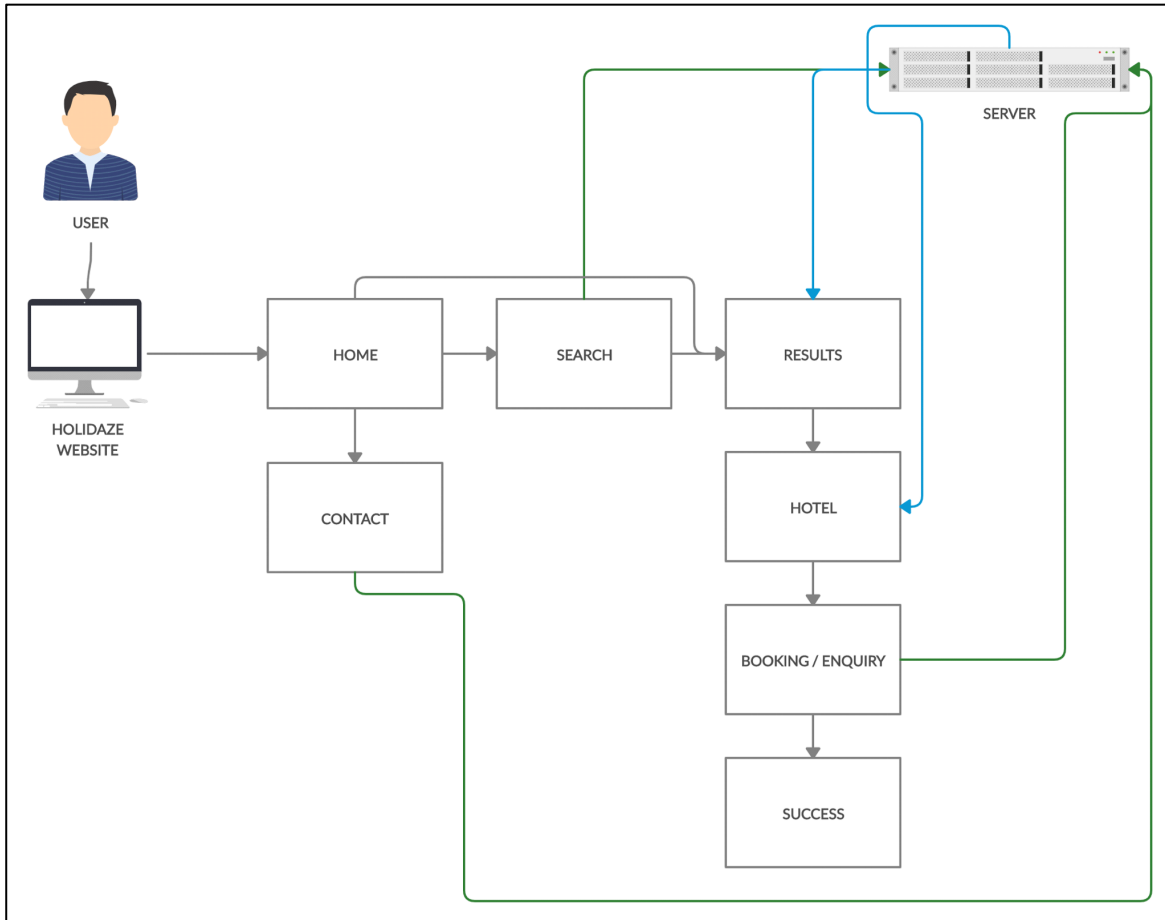 SERVER
USER
HOME
SEARCH
RESULTS
HOLIDAZE
WEBSITE
CONTACT
HOTEL
BOOKING / ENQUIRY
SUCCESS